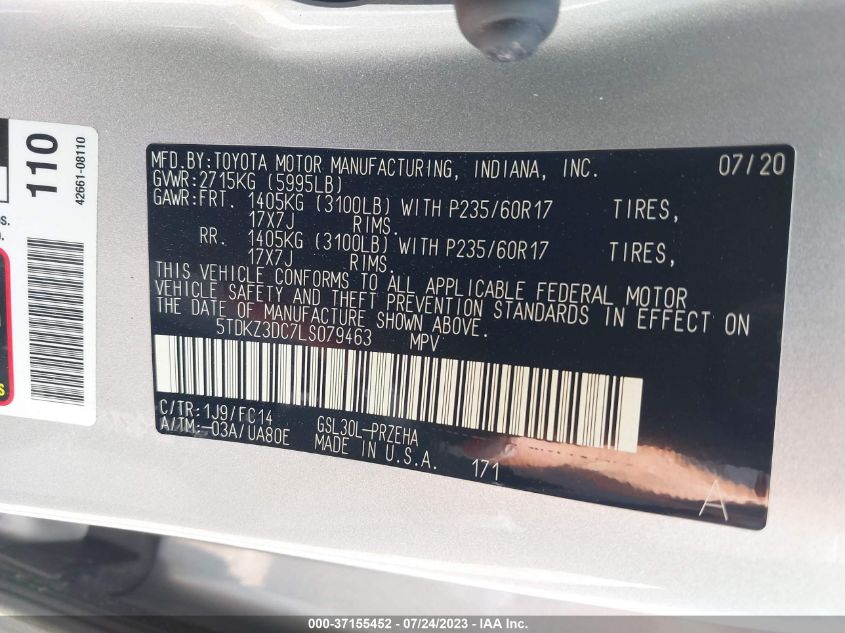 MFD.BY:TOYOTA MOTOR MANUFACTURING, INDIANA, INC. 07/20
GVWR:2715KG (5995LB)
GAWR:FRT. 1405KG (3100LB) WITH P235/60R17 TIRES,
17X7J RIMS.
RR. 1405KG (3100LB) WITH P235/60R17 TIRES,
17X7J RIMS.
THIS VEHICLE CONFORMS TO ALL APPLICABLE FEDERAL MOTOR
VEHICLE SAFETY AND THEFT PREVENTION STANDARDS IN EFFECT ON
THE DATE OF MANUFACTURE SHOWN ABOVE.
5TDKZ3DC7LS079463 MPV
C/TR:1J9/FC14 GSL30L-PRZEHA
A/TM:-03A/UA80E MADE IN U.S.A. 171
A
110
42661-08110
000-37155452 - 07/24/2023 - IAA Inc.